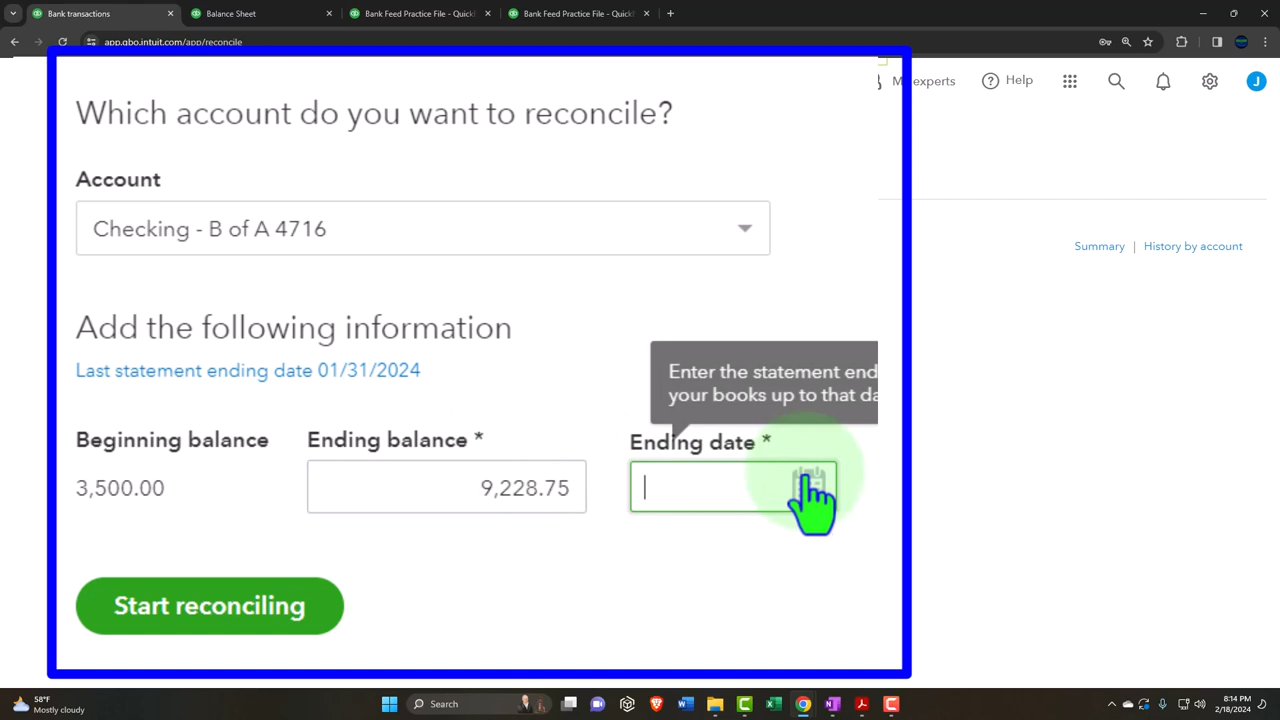 Bank transactions
Balance Sheet
Bank Feed Practice File - Quick
Bank Feed Practice File - Quick
app.qbo.intuit.com/app/reconcile
experts
Help
J
Which account do you want to reconcile?
Summary | History by account
Account
Checking - B of A 4716
Add the following information
Last statement ending date 01/31/2024
Enter the statement end
your books up to that da
Beginning balance
Ending balance *
Ending date *
3,500.00
9,228.75
Start reconciling
58°F
Mostly cloudy
Search
8:14 PM
2/18/2024